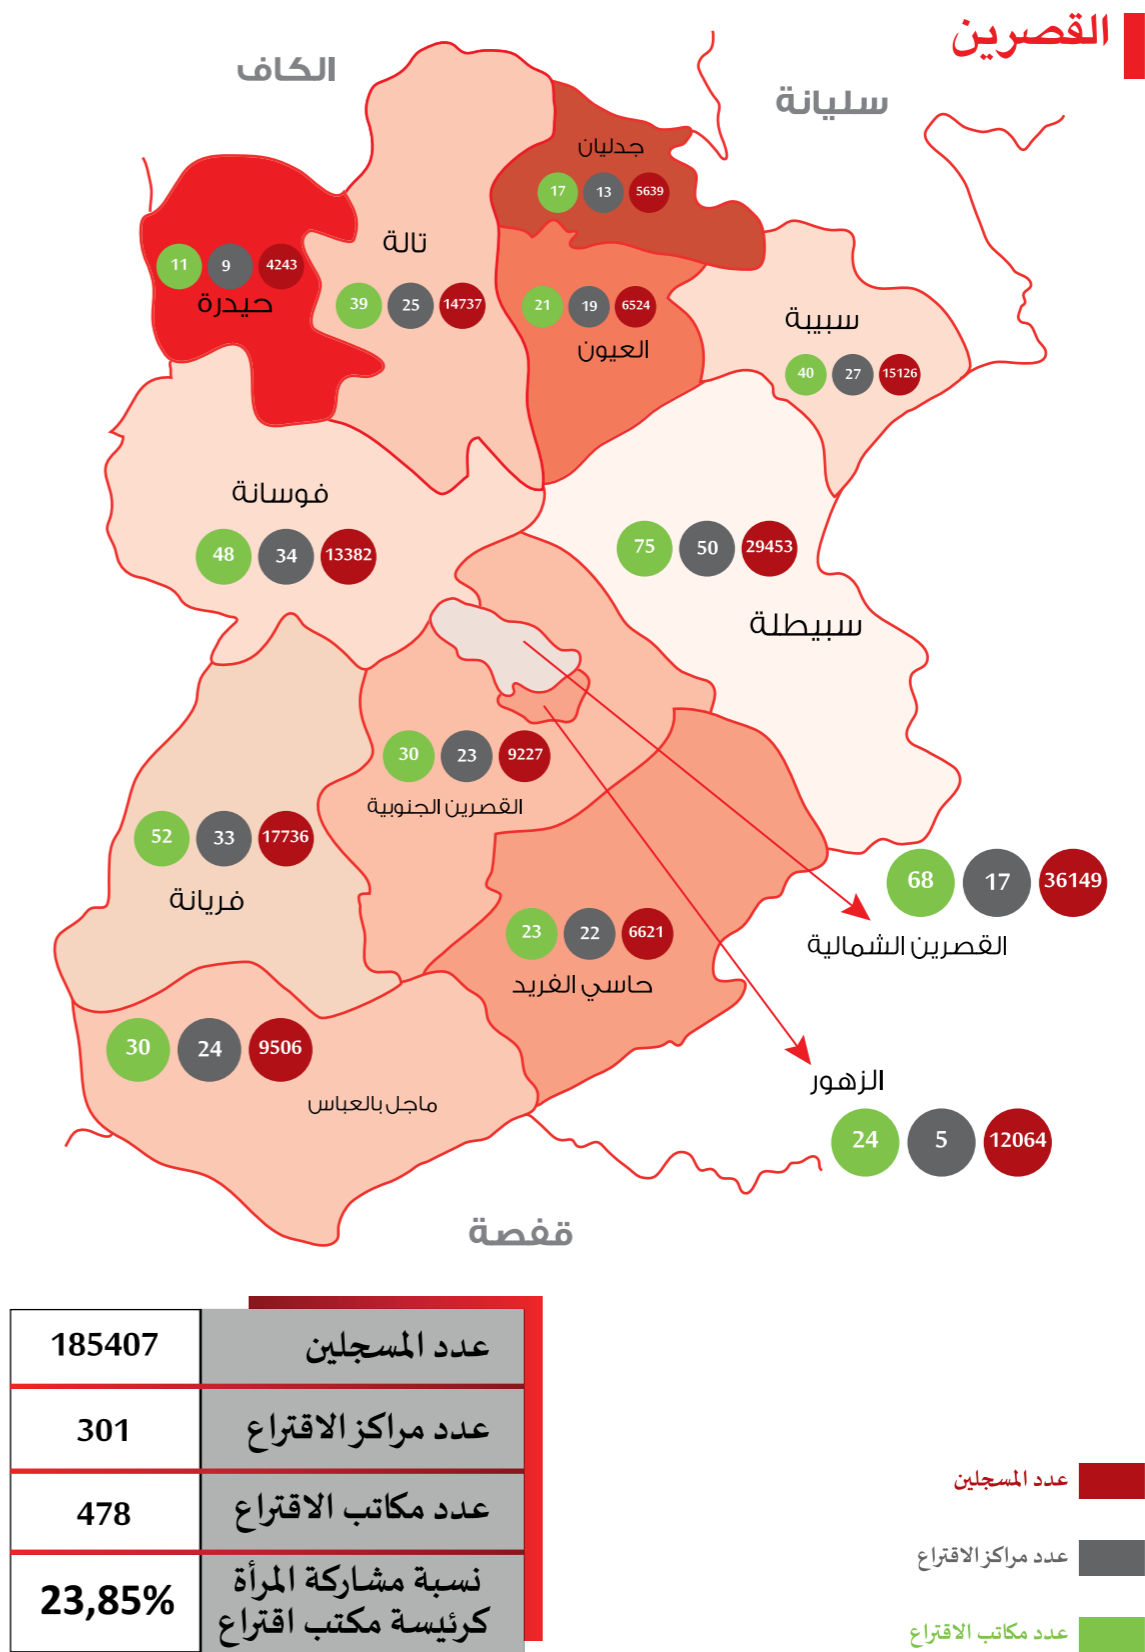 القصرين
الكاف
سليانة
جدليان
17 13 5639
تالة
39 25 14737
11 9 4243
حيدرة
21 19 6524
العيون
سبيبة
40 27 15126
فوسانة
48 34 13382
75 50 29453
سبيطلة
30 23 9227
القصرين الجنوبية
52 33 17736
فريانة
68 17 36149
القصرين الشمالية
23 22 6621
حاسي الفريد
30 24 9506
ماجل بالعباس
الزهور
24 5 12064
قفصة
عدد المسجلين 185407
عدد مراكز الاقتراع 301
عدد مكاتب الاقتراع 478
نسبة مشاركة المرأة
كرئيسة مكتب اقتراع 23,85%
عدد المسجلين
عدد مراكز الاقتراع
عدد مكاتب الاقتراع